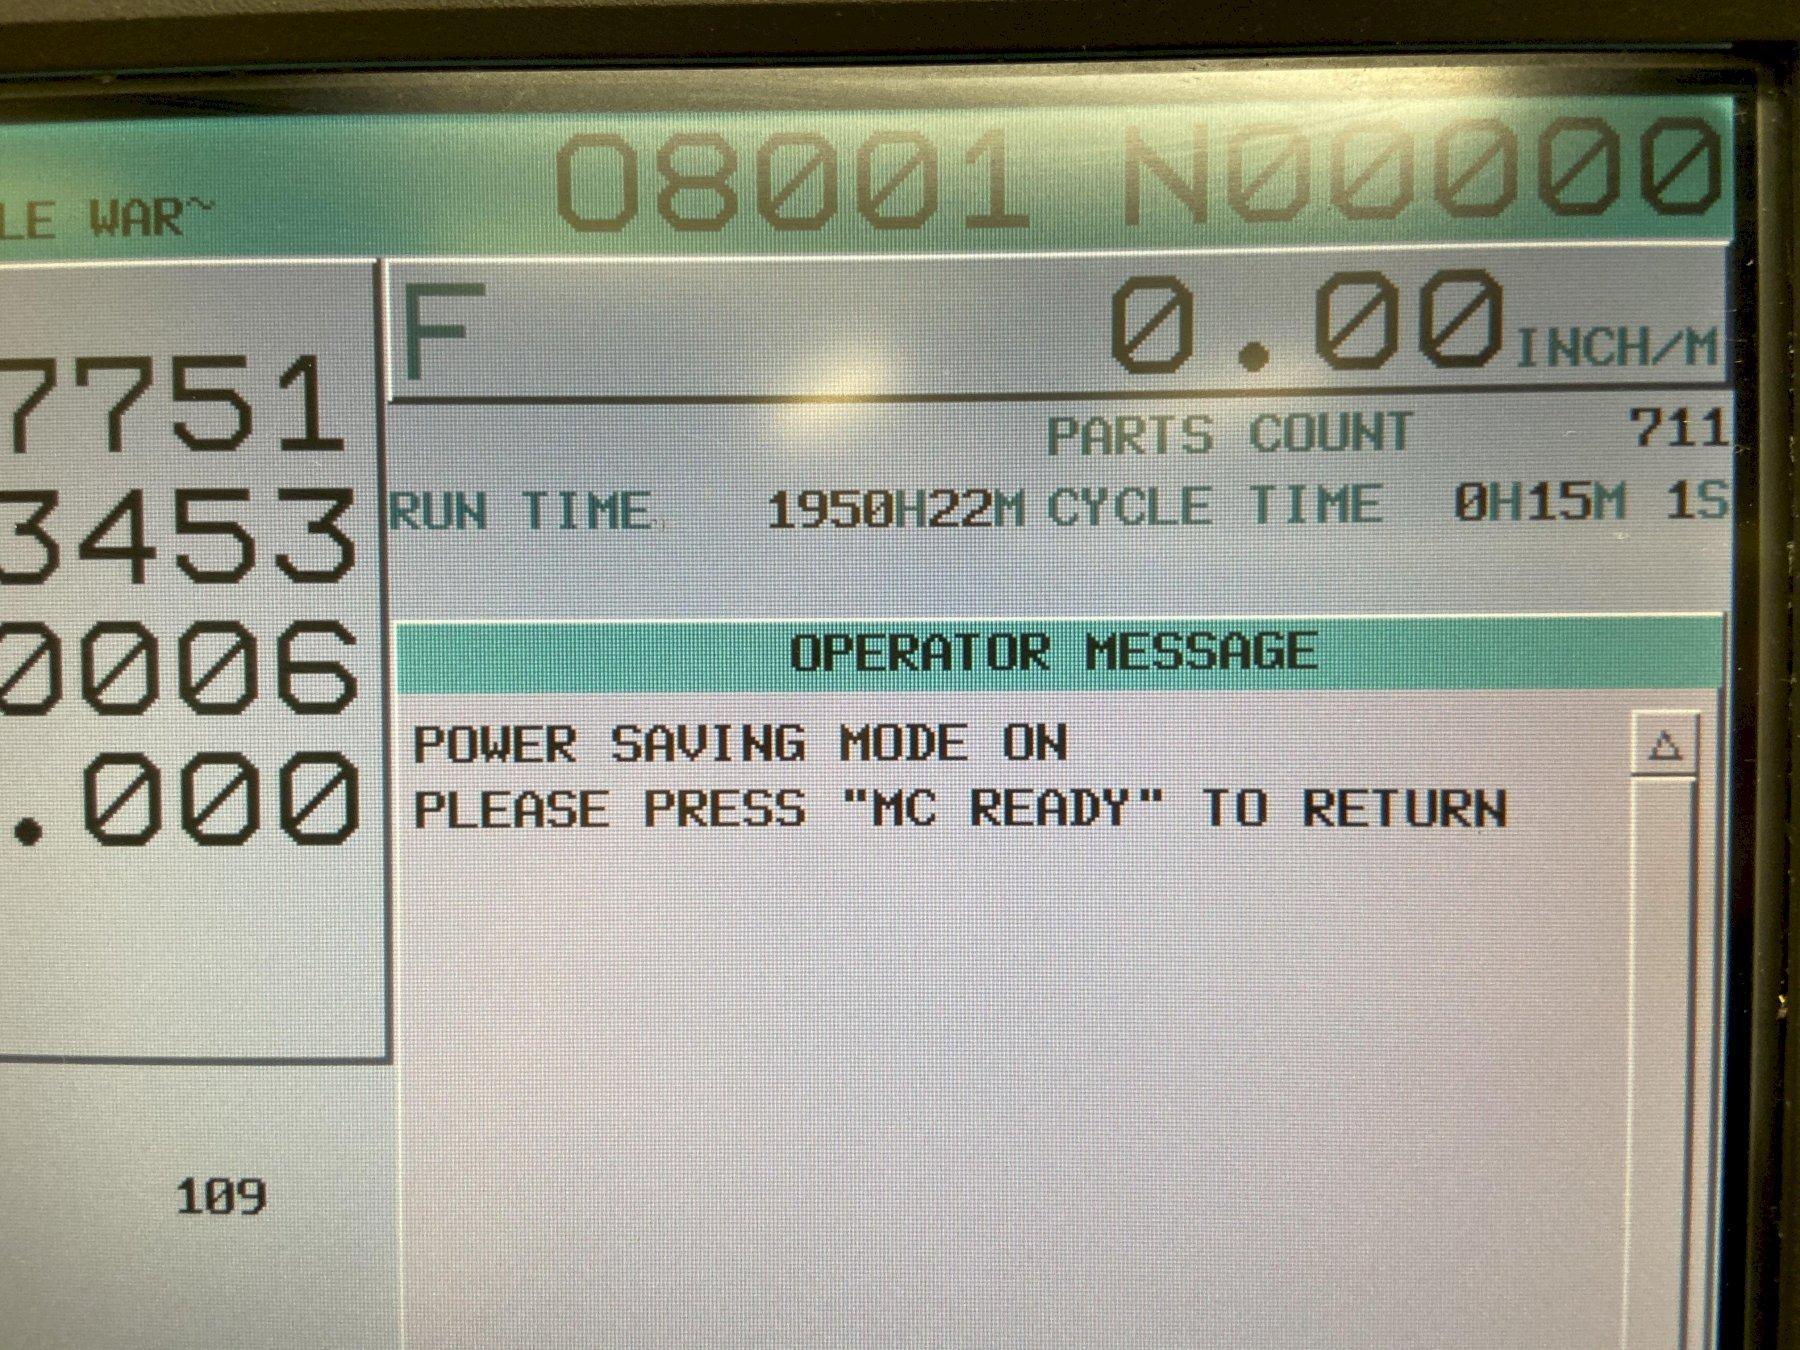 LE WAR~ O8001 N00000
F 0.00 INCH/M
7751
PARTS COUNT 711
3453
RUN TIME 1950H22M CYCLE TIME 0H15M 1S
0006
OPERATOR MESSAGE
.000
POWER SAVING MODE ON
PLEASE PRESS "MC READY" TO RETURN
109